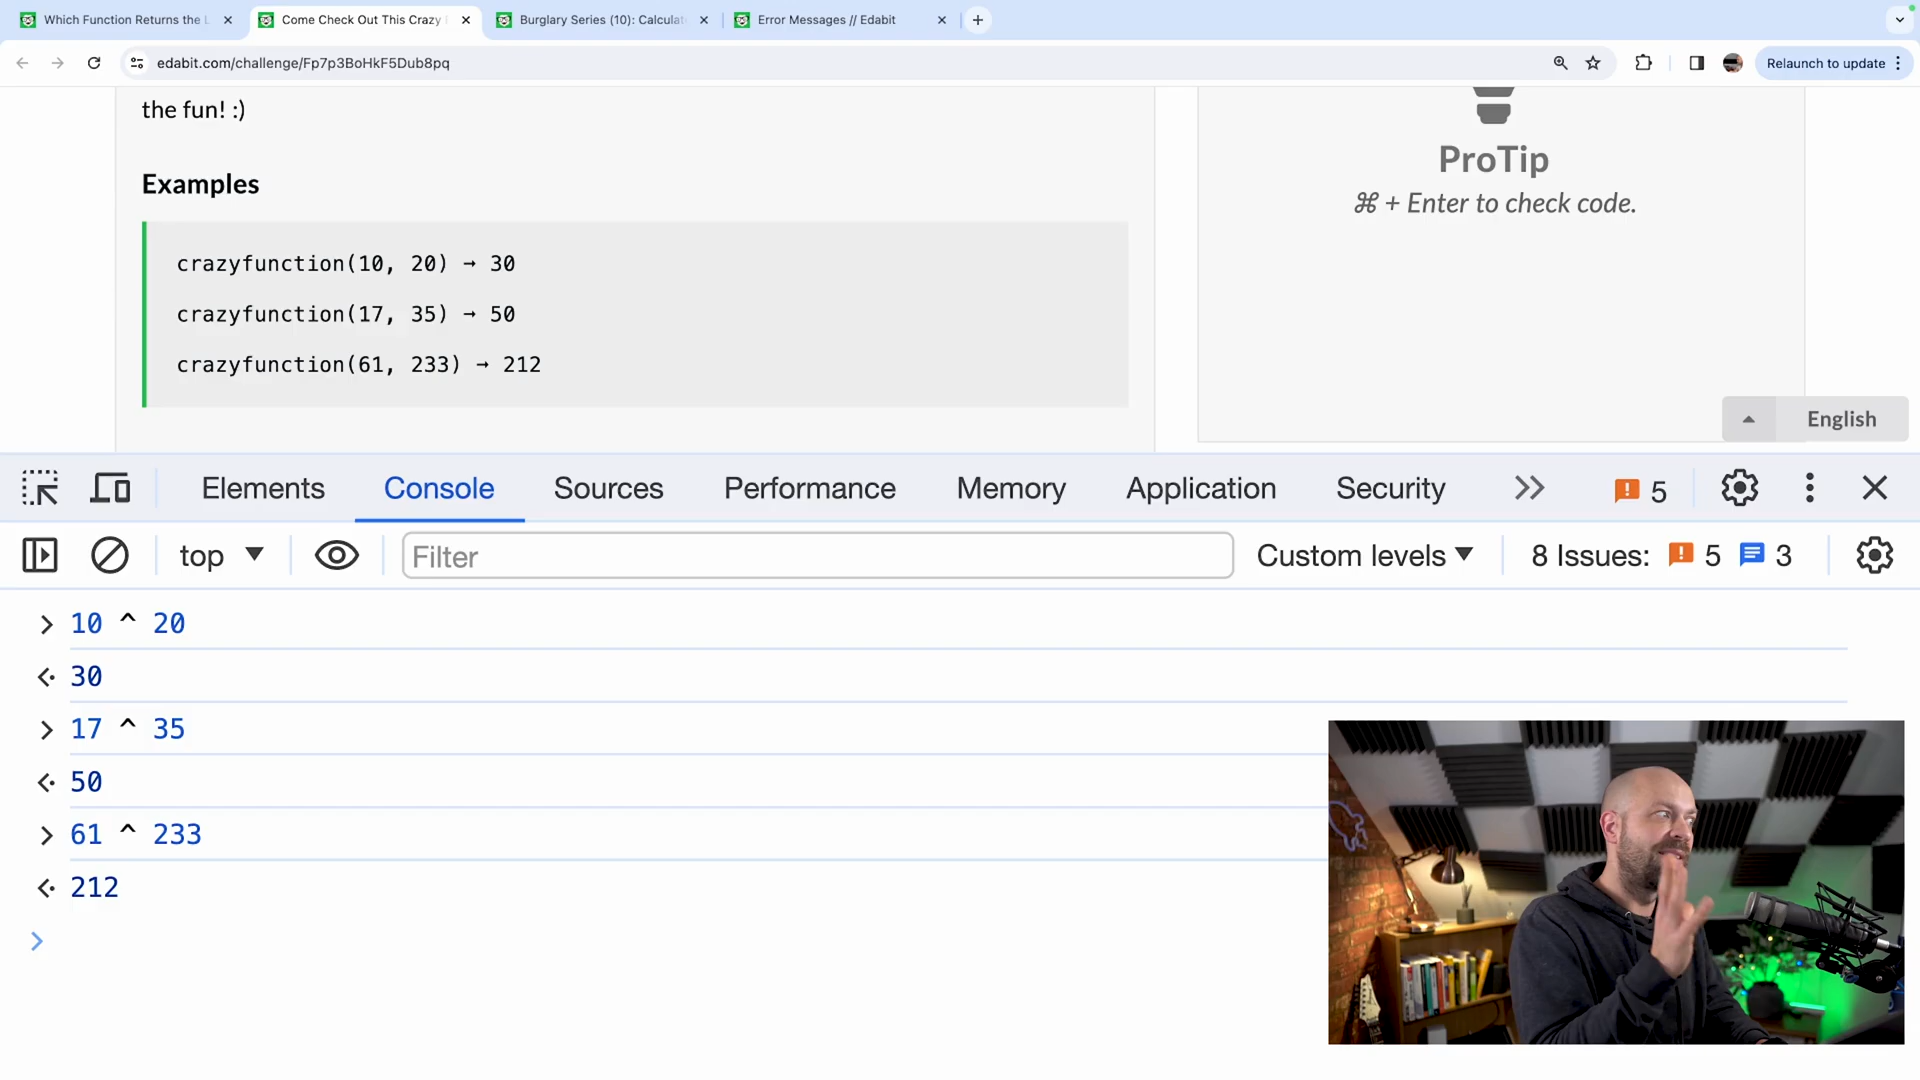 Which Function Returns the L
Come Check Out This Crazy F
Burglary Series (10): Calculat
Error Messages // Edabit
edabit.com/challenge/Fp7p3BoHkF5Dub8pq
Relaunch to update
the fun! :)
Examples
crazyfunction(10, 20) → 30
crazyfunction(17, 35) → 50
crazyfunction(61, 233) → 212
ProTip
⌘ + Enter to check code.
English
Elements
Console
Sources
Performance
Memory
Application
Security
5
top
Filter
Custom levels
8 Issues: 5 3
10 ^ 20
30
17 ^ 35
50
61 ^ 233
212